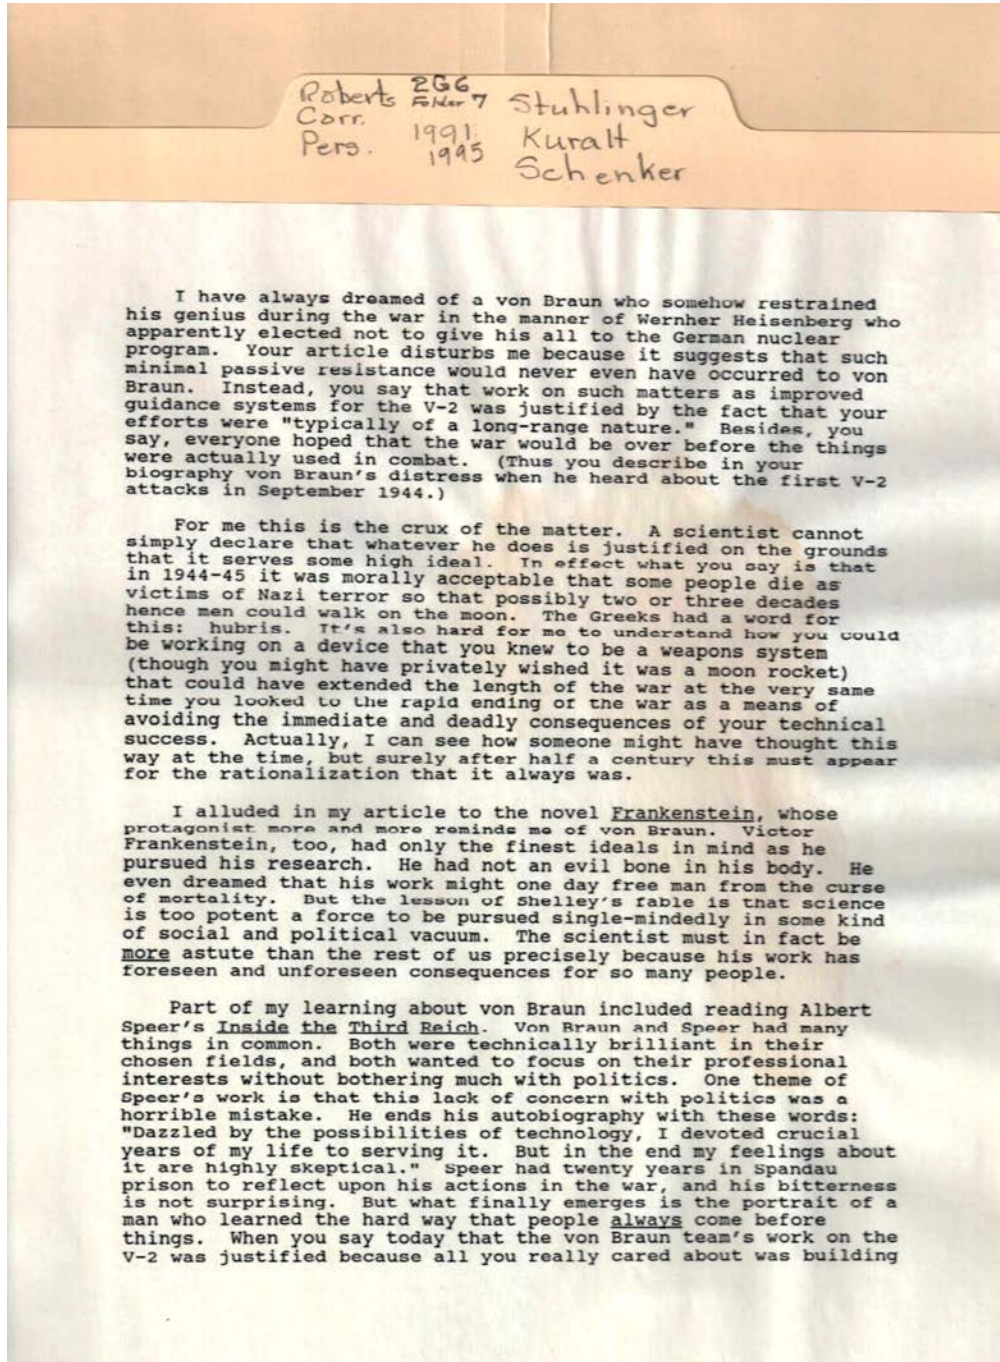 Roberts 2G6 Folder 7 Stuhlinger
Corr. 1991 Kuralt
Pers. 1995 Schenker
I have always dreamed of a von Braun who somehow restrained
his genius during the war in the manner of Wernher Heisenberg who
apparently elected not to give his all to the German nuclear
program. Your article disturbs me because it suggests that such
minimal passive resistance would never even have occurred to von
Braun. Instead, you say that work on such matters as improved
guidance systems for the V-2 was justified by the fact that your
efforts were "typically of a long-range nature." Besides, you
say, everyone hoped that the war would be over before the things
were actually used in combat. (Thus you describe in your
biography von Braun's distress when he heard about the first V-2
attacks in September 1944.)
For me this is the crux of the matter. A scientist cannot
simply declare that whatever he does is justified on the grounds
that it serves some high ideal. In effect what you say is that
in 1944-45 it was morally acceptable that some people die as
victims of Nazi terror so that possibly two or three decades
hence men could walk on the moon. The Greeks had a word for
this: hubris. It's also hard for me to understand how you could
be working on a device that you knew to be a weapons system
(though you might have privately wished it was a moon rocket)
that could have extended the length of the war at the very same
time you looked to the rapid ending of the war as a means of
avoiding the immediate and deadly consequences of your technical
success. Actually, I can see how someone might have thought this
way at the time, but surely after half a century this must appear
for the rationalization that it always was.
I alluded in my article to the novel Frankenstein, whose
protagonist more and more reminds me of von Braun. Victor
Frankenstein, too, had only the finest ideals in mind as he
pursued his research. He had not an evil bone in his body. He
even dreamed that his work might one day free man from the curse
of mortality. But the lesson of Shelley's fable is that science
is too potent a force to be pursued single-mindedly in some kind
of social and political vacuum. The scientist must in fact be
more astute than the rest of us precisely because his work has
foreseen and unforeseen consequences for so many people.
Part of my learning about von Braun included reading Albert
Speer's Inside the Third Reich. Von Braun and Speer had many
things in common. Both were technically brilliant in their
chosen fields, and both wanted to focus on their professional
interests without bothering much with politics. One theme of
Speer's work is that this lack of concern with politics was a
horrible mistake. He ends his autobiography with these words:
"Dazzled by the possibilities of technology, I devoted crucial
years of my life to serving it. But in the end my feelings about
it are highly skeptical." Speer had twenty years in Spandau
prison to reflect upon his actions in the war, and his bitterness
is not surprising. But what finally emerges is the portrait of a
man who learned the hard way that people always come before
things. When you say today that the von Braun team's work on the
V-2 was justified because all you really cared about was building